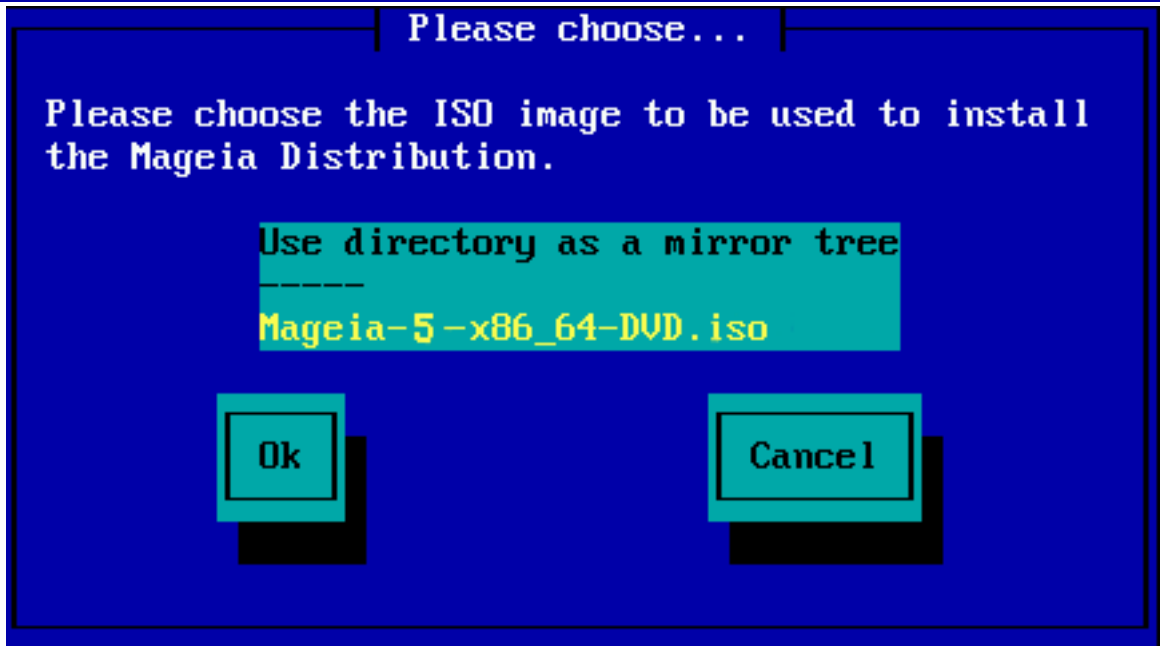 Please choose...
Please choose the ISO image to be used to install
the Mageia Distribution.
Use directory as a mirror tree
-----
Mageia-5-x86_64-DVD.iso
Ok
Cancel